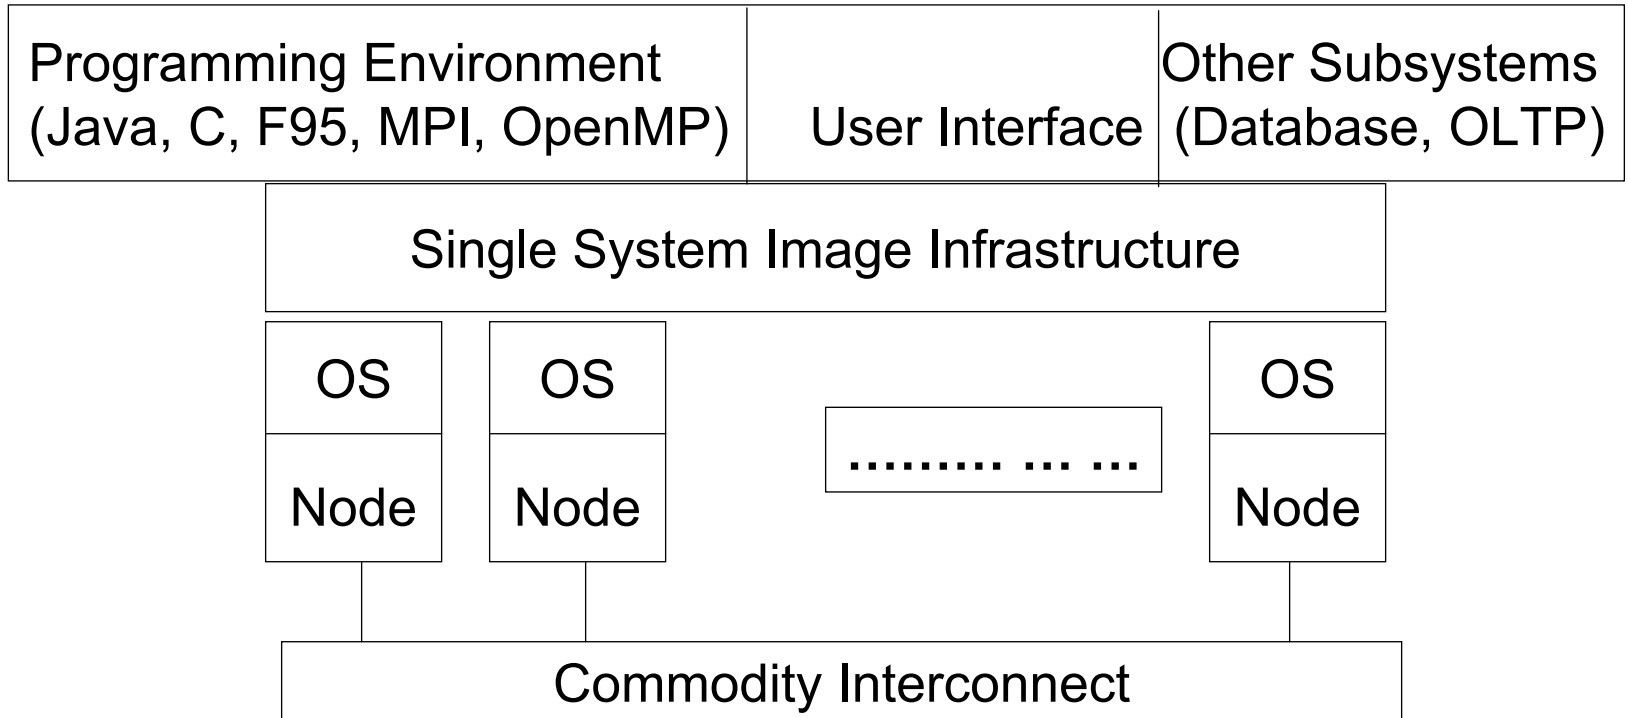 Programming Environment
(Java, C, F95, MPI, OpenMP)
User Interface
Other Subsystems
(Database, OLTP)
Single System Image Infrastructure
OS
OS
OS
......... ... ...
Node
Node
Node
Commodity Interconnect